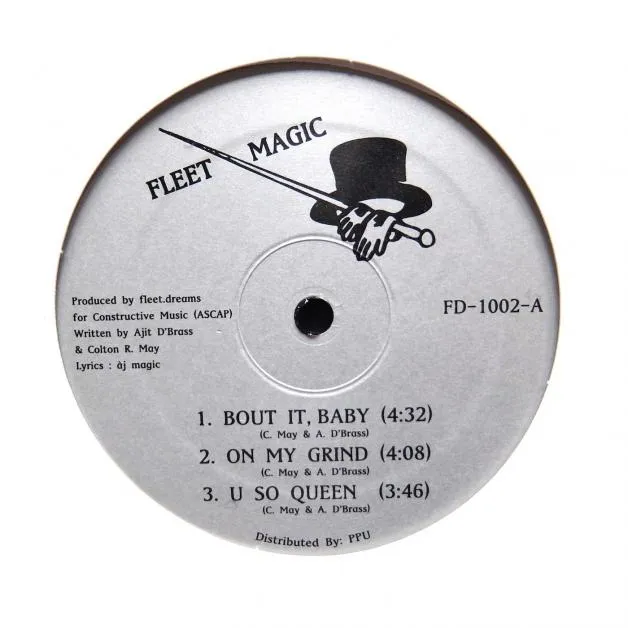 FLEET MAGIC
Produced by fleet.dreams
for Constructive Music (ASCAP)
Written by Ajit D'Brass
& Colton R. May
Lyrics : àj magic
FD-1002-A
1. BOUT IT, BABY (4:32)
(C. May & A. D'Brass)
2. ON MY GRIND (4:08)
(C. May & A. D'Brass)
3. U SO QUEEN (3:46)
(C. May & A. D'Brass)
Distributed By: PPU